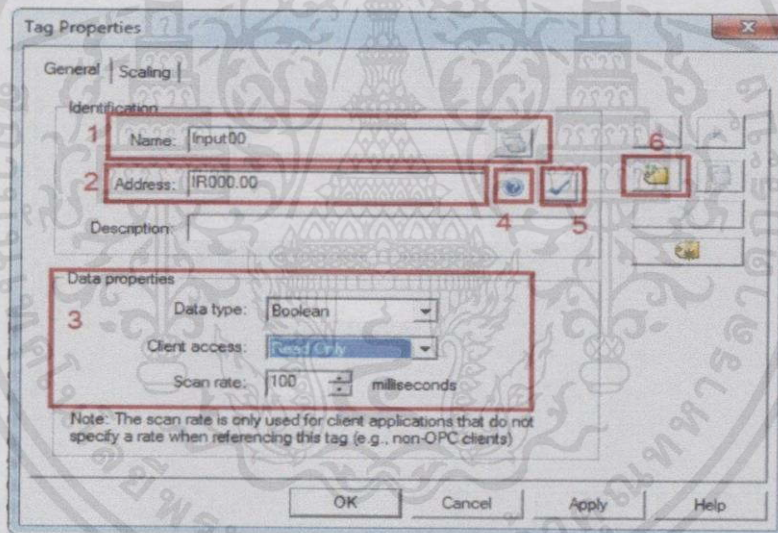 Tag Properties
General Scaling
Identification
1 Name: Input00
6
2 Address: IR000.00
4 5
Description:
Data properties
3
Data type: Boolean
Client access: Read Only
Scan rate: 100 milliseconds
Note: The scan rate is only used for client applications that do not
specify a rate when referencing this tag (e.g., non-OPC clients)
OK Cancel Apply Help